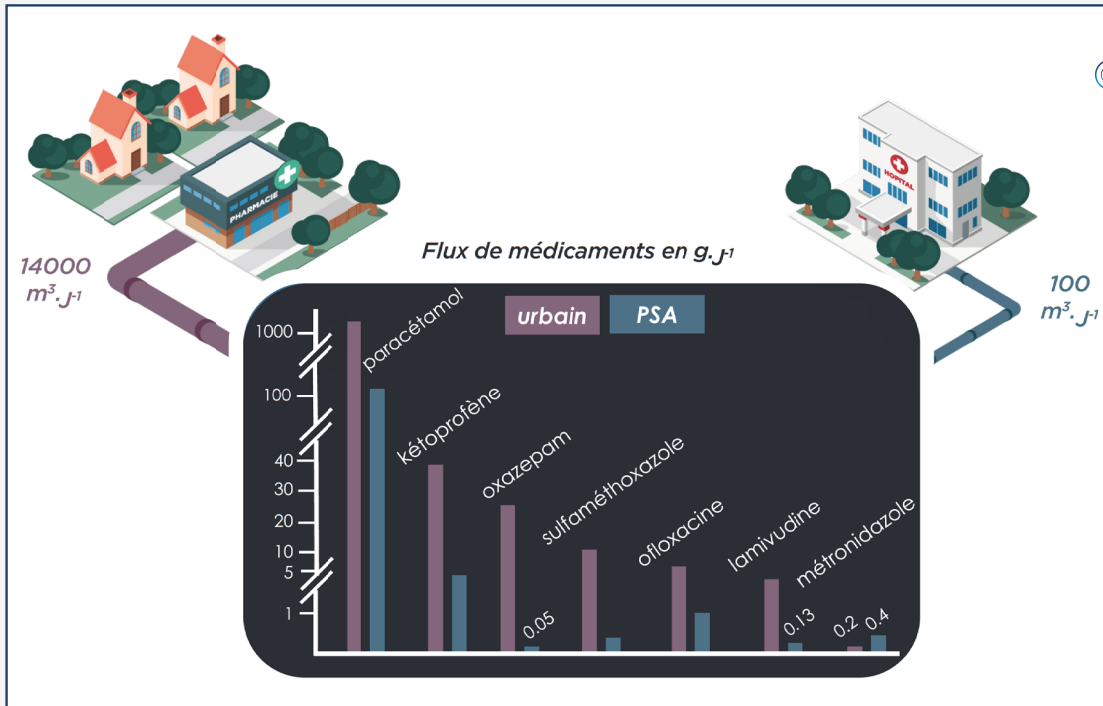 PHARMACIE
HOPITAL
Flux de médicaments en g.J-1
14000
m³.J-1
100
m³.J-1
urbain
PSA
1000
100
40
30
20
10
5
1
paracétamol
kétoprofène
oxazepam
sulfaméthoxazole
ofloxacine
lamivudine
métronidazole
0.05
0.13
0.2
0.4